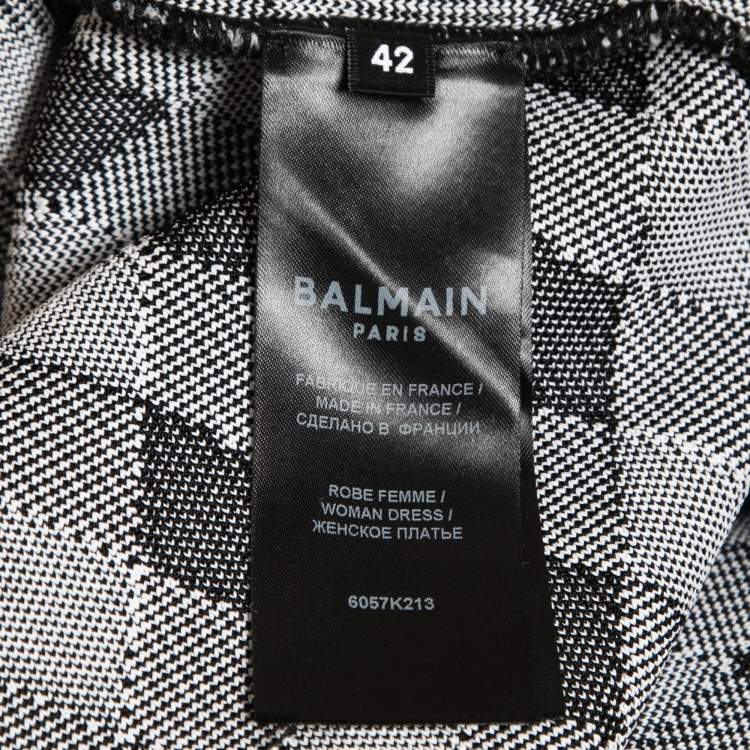 42
BALMAIN
PARIS
FABRIQUE EN FRANCE /
MADE IN FRANCE /
СДЕЛАНО В ФРАНЦИИ
ROBE FEMME /
WOMAN DRESS /
ЖЕНСКОЕ ПЛАТЬЕ
6057K213